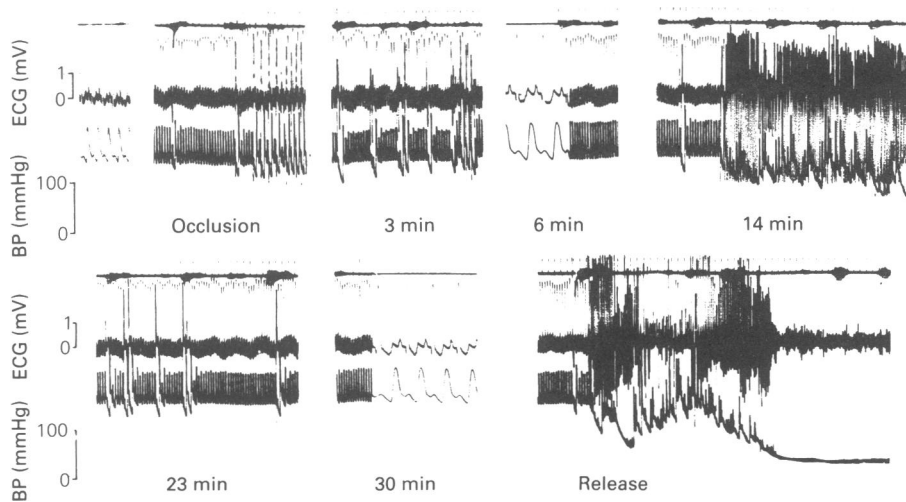 ECG (mV)
1
0
BP (mmHg)
100
0
Occlusion
3 min
6 min
14 min
ECG (mV)
1
0
BP (mmHg)
100
0
23 min
30 min
Release